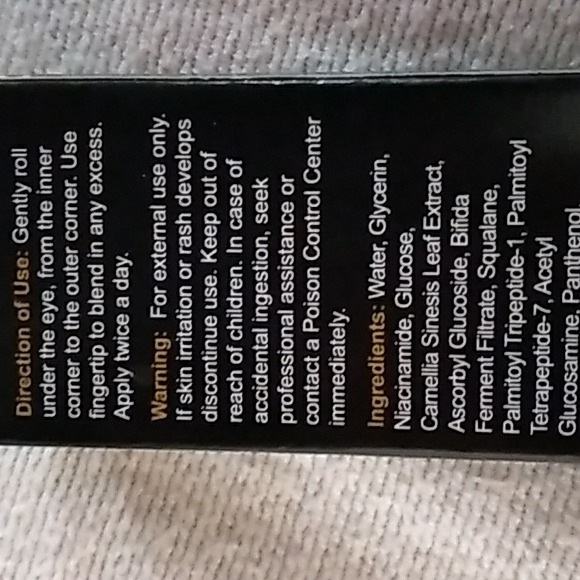 Direction of Use: Gently roll
under the eye, from the inner
corner to the outer corner. Use
fingertip to blend in any excess.
Apply twice a day.
Warning: For external use only.
If skin irritation or rash develops
discontinue use. Keep out of
reach of children. In case of
accidental ingestion, seek
professional assistance or
contact a Poison Control Center
immediately.
Ingredients: Water, Glycerin,
Niacinamide, Glucose,
Camellia Sinesis Leaf Extract,
Ascorbyl Glucoside, Bifida
Ferment Filtrate, Squalane,
Palmitoyl Tripeptide-1, Palmitoyl
Tetrapeptide-7, Acetyl
Glucosamine, Panthenol,